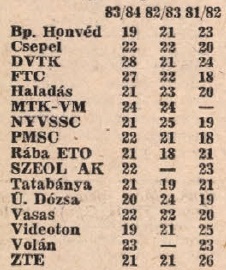 83/84 82/83 81/82
Bp. Honvéd 19 21 23
Csepel 22 22 20
DVTK 28 21 24
FTC 27 22 18
Haladás 21 23 20
MTK-VM 24 24 —
NYVSSC 21 25 19
PMSC 22 21 18
Rába ETO 21 18 21
SZEOL AK 22 — 23
Tatabánya 21 19 21
Ú. Dózsa 20 24 19
Vasas 22 22 20
Videoton 19 21 25
Volán 23 — 23
ZTE 21 21 26